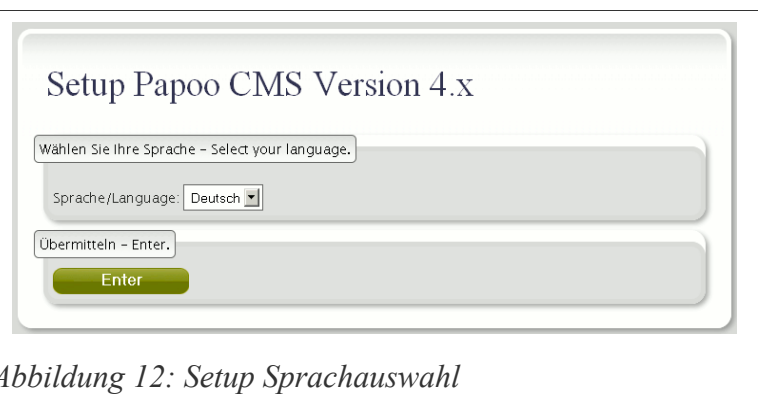 Setup Papoo CMS Version 4.x
Wählen Sie Ihre Sprache – Select your language.
Sprache/Language: Deutsch
Übermitteln – Enter.
Enter
Abbildung 12: Setup Sprachauswahl